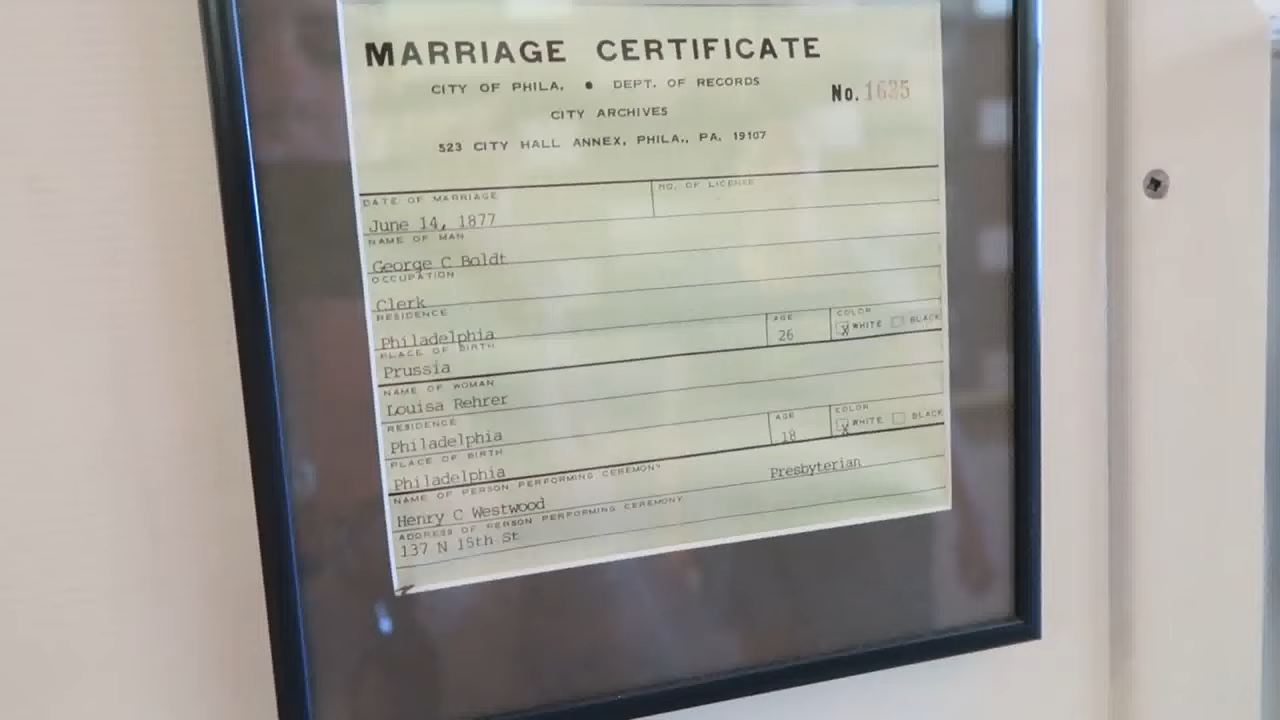 MARRIAGE CERTIFICATE
CITY OF PHILA. • DEPT. OF RECORDS
No. 1635
CITY ARCHIVES
523 CITY HALL ANNEX, PHILA., PA. 19107
DATE OF MARRIAGE NO. OF LICENSE
June 14, 1877
NAME OF MAN
George C Boldt
OCCUPATION
Clerk
RESIDENCE AGE COLOR
Philadelphia 26 X WHITE BLACK
PLACE OF BIRTH
Prussia
NAME OF WOMAN
Louisa Rehrer
RESIDENCE AGE COLOR
Philadelphia 18 X WHITE BLACK
PLACE OF BIRTH
Philadelphia
NAME OF PERSON PERFORMING CEREMONY
Henry C Westwood Presbyterian
ADDRESS OF PERSON PERFORMING CEREMONY
137 N 15th St